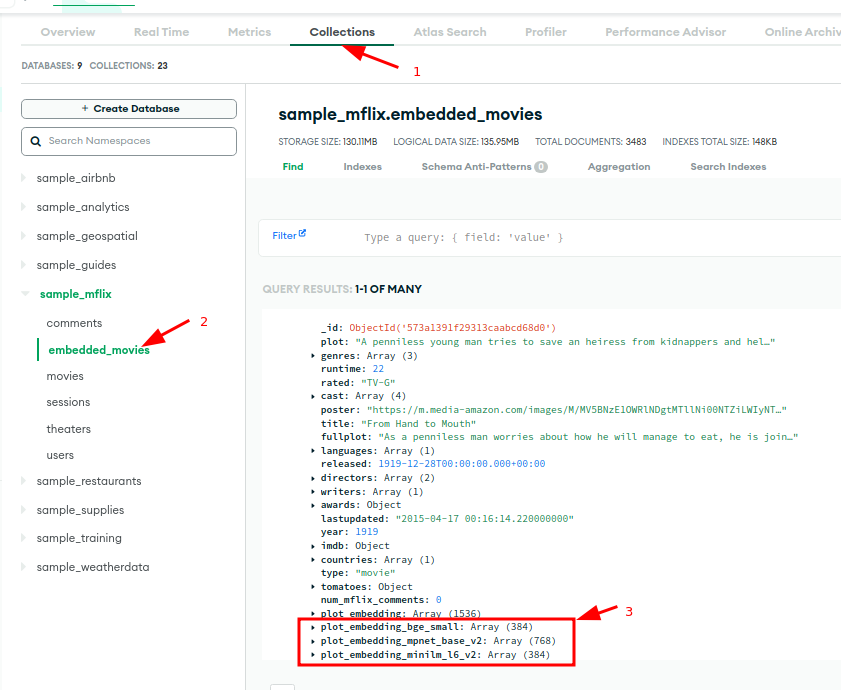 Overview Real Time Metrics Collections Atlas Search Profiler Performance Advisor Online Archiv
1
DATABASES: 9 COLLECTIONS: 23
+ Create Database
Search Namespaces
sample_airbnb
sample_analytics
sample_geospatial
sample_guides
sample_mflix
comments
2
embedded_movies
movies
sessions
theaters
users
sample_restaurants
sample_supplies
sample_training
sample_weatherdata
sample_mflix.embedded_movies
STORAGE SIZE: 130.11MB LOGICAL DATA SIZE: 135.95MB TOTAL DOCUMENTS: 3483 INDEXES TOTAL SIZE: 148KB
Find Indexes Schema Anti-Patterns 0 Aggregation Search Indexes
Filter Type a query: { field: 'value' }
QUERY RESULTS: 1-1 OF MANY
_id: ObjectId('573a1391f29313caabcd68d0')
plot: "A penniless young man tries to save an heiress from kidnappers and hel…"
genres: Array (3)
runtime: 22
rated: "TV-G"
cast: Array (4)
poster: "https://m.media-amazon.com/images/M/MV5BNzE1OWRlNDgtMTllNi00NTZiLWIyNT…"
title: "From Hand to Mouth"
fullplot: "As a penniless man worries about how he will manage to eat, he is join…"
languages: Array (1)
released: 1919-12-28T00:00:00.000+00:00
directors: Array (2)
writers: Array (1)
awards: Object
lastupdated: "2015-04-17 00:16:14.220000000"
year: 1919
imdb: Object
countries: Array (1)
type: "movie"
tomatoes: Object
num_mflix_comments: 0
plot_embedding: Array (1536)
3
plot_embedding_bge_small: Array (384)
plot_embedding_mpnet_base_v2: Array (768)
plot_embedding_minilm_l6_v2: Array (384)